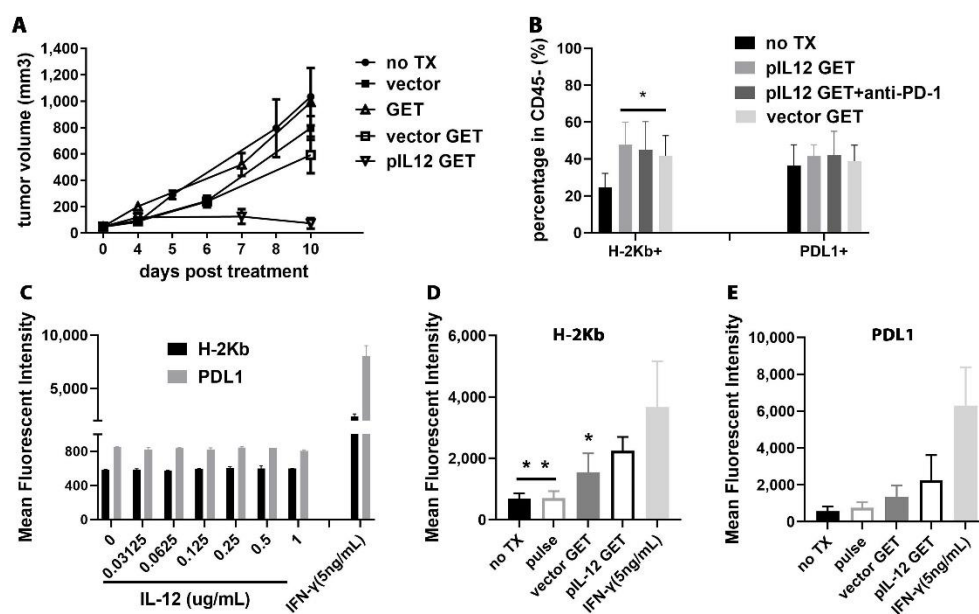 A
tumor volume (mm3)
1,400
1,200
1,000
800
600
400
200
0
0 4 5 6 7 8 10
days post treatment
no TX
vector
GET
vector GET
pIL12 GET
B
percentage in CD45- (%)
100
80
60
40
20
0
*
H-2Kb+ PDL1+
no TX
pIL12 GET
pIL12 GET+anti-PD-1
vector GET
C
Mean Fluorescent Intensity
10,000
5,000
800
400
0
H-2Kb
PDL1
0 0.03125 0.0625 0.125 0.25 0.5 1 IFN-γ(5ng/mL)
IL-12 (ug/mL)
D
H-2Kb
Mean Fluorescent Intensity
6,000
4,000
2,000
0
* *
*
no TX pulse vector GET pIL-12 GET IFN-γ(5ng/mL)
E
PDL1
Mean Fluorescent Intensity
10,000
8,000
6,000
4,000
2,000
0
no TX pulse vector GET pIL-12 GET IFN-γ(5ng/mL)